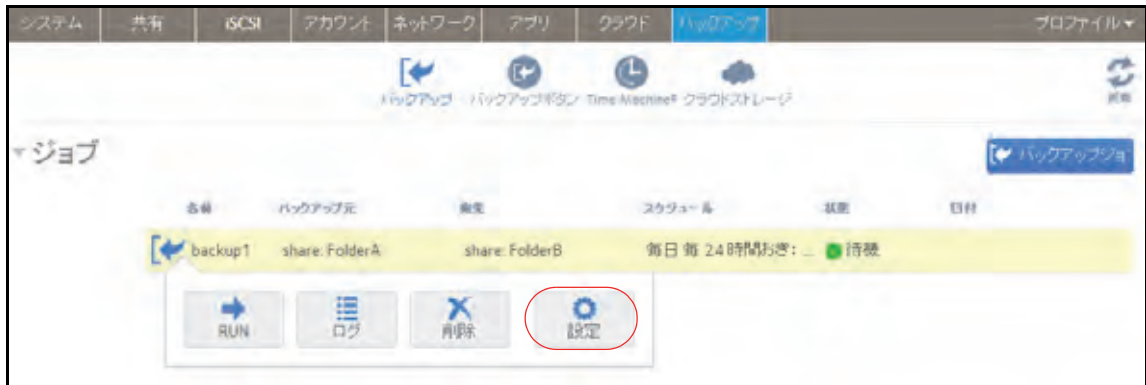 システム 共有 iSCSI アカウント ネットワーク アプリ クラウド バックアップ プロファイル
バックアップ バックアップボタン Time Machine® クラウドストレージ
ジョブ バックアップジョ
名前 バックアップ元 宛先 スケジュール 状態 日付
backup1 share: FolderA share: FolderB 毎日 毎 24時間おき: ... 待機
RUN ログ 削除 設定